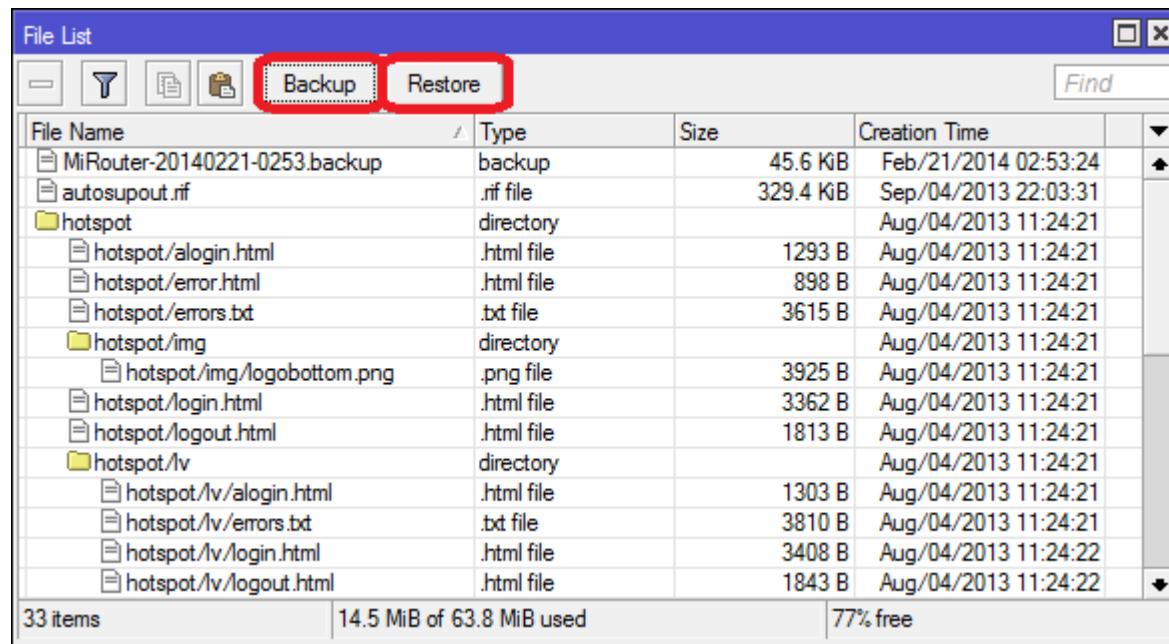 File List
Backup Restore Find
File Name Type Size Creation Time
MiRouter-20140221-0253.backup backup 45.6 KiB Feb/21/2014 02:53:24
autosupout.rif .rif file 329.4 KiB Sep/04/2013 22:03:31
hotspot directory Aug/04/2013 11:24:21
hotspot/alogin.html .html file 1293 B Aug/04/2013 11:24:21
hotspot/error.html .html file 898 B Aug/04/2013 11:24:21
hotspot/errors.txt .txt file 3615 B Aug/04/2013 11:24:21
hotspot/img directory Aug/04/2013 11:24:21
hotspot/img/logobottom.png .png file 3925 B Aug/04/2013 11:24:21
hotspot/login.html .html file 3362 B Aug/04/2013 11:24:21
hotspot/logout.html .html file 1813 B Aug/04/2013 11:24:21
hotspot/lv directory Aug/04/2013 11:24:21
hotspot/lv/alogin.html .html file 1303 B Aug/04/2013 11:24:21
hotspot/lv/errors.txt .txt file 3810 B Aug/04/2013 11:24:21
hotspot/lv/login.html .html file 3408 B Aug/04/2013 11:24:22
hotspot/lv/logout.html .html file 1843 B Aug/04/2013 11:24:22
33 items 14.5 MiB of 63.8 MiB used 77% free